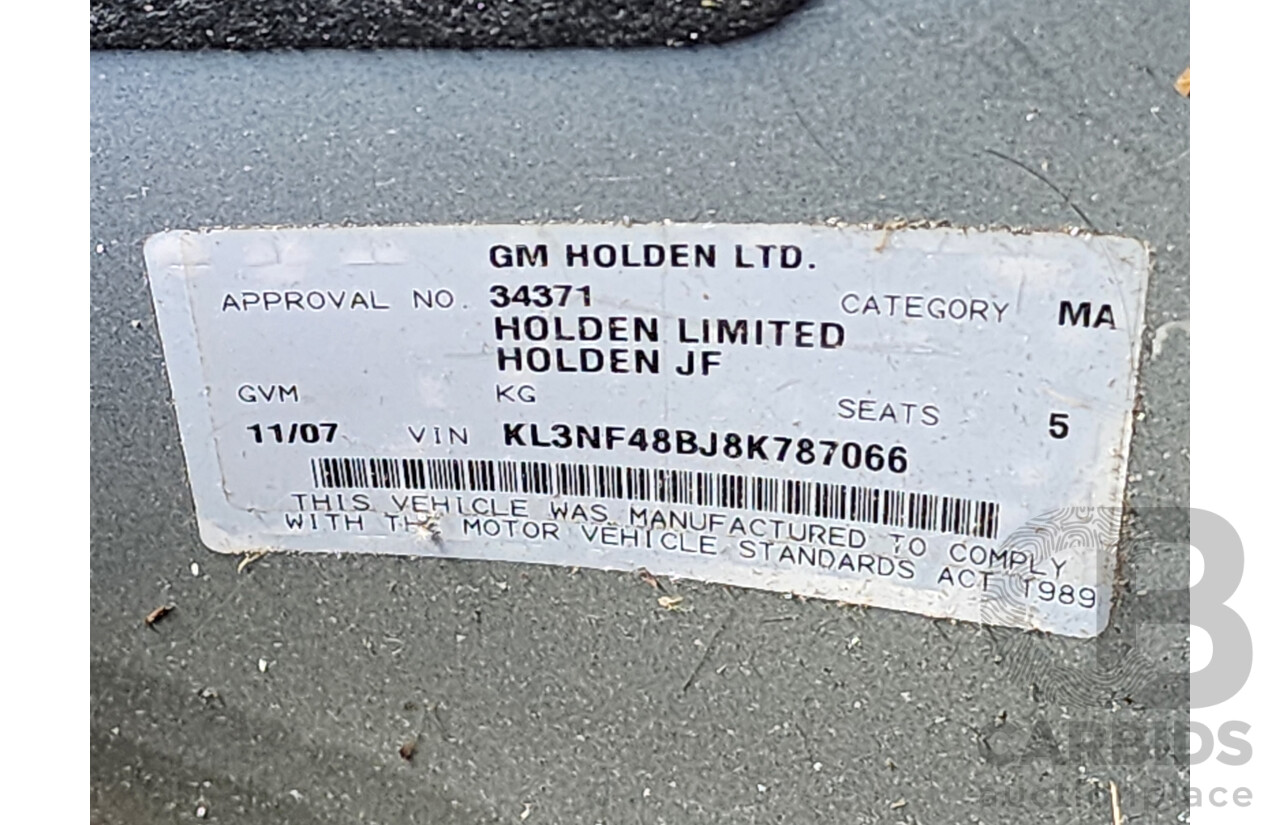 GM HOLDEN LTD.
APPROVAL NO. 34371 CATEGORY MA
HOLDEN LIMITED
HOLDEN JF
GVM KG SEATS 5
11/07 VIN KL3NF48BJ8K787066
THIS VEHICLE WAS MANUFACTURED TO COMPLY
WITH THE MOTOR VEHICLE STANDARDS ACT 1989
CARBIDS
auctionplace